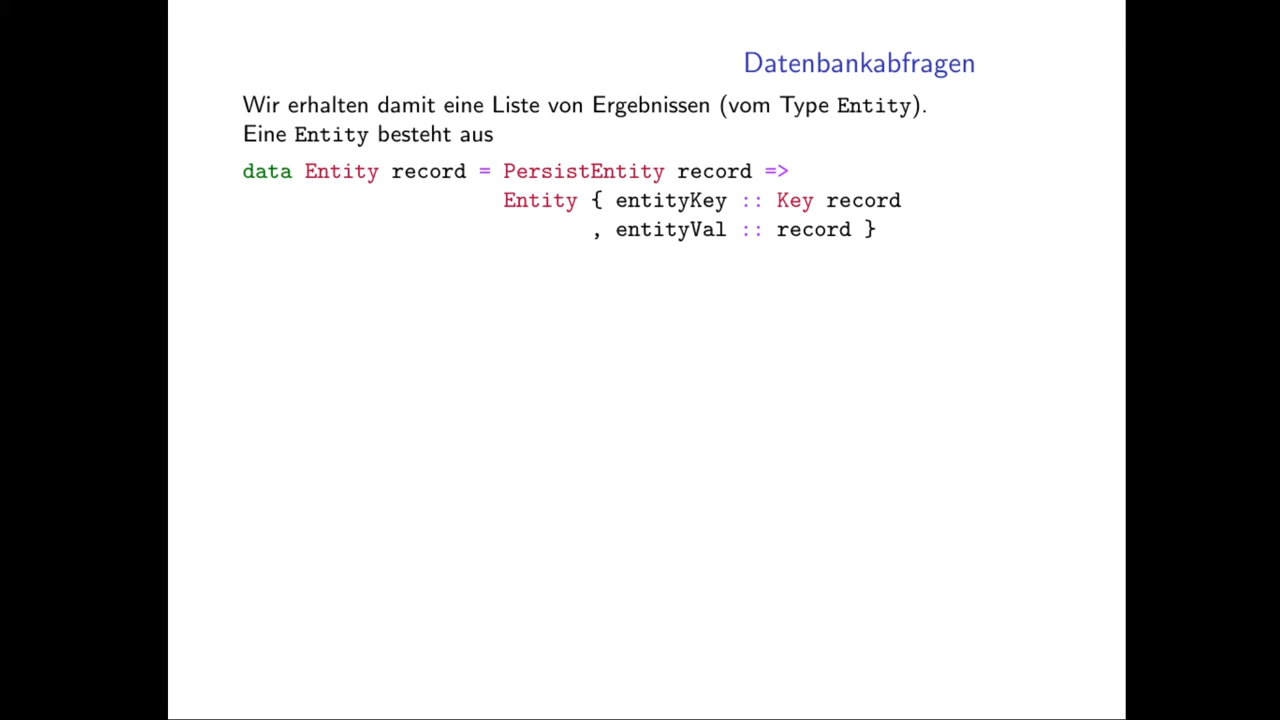 Datenbankabfragen
Wir erhalten damit eine Liste von Ergebnissen (vom Type Entity).
Eine Entity besteht aus
data Entity record = PersistEntity record =>
Entity { entityKey :: Key record
, entityVal :: record }